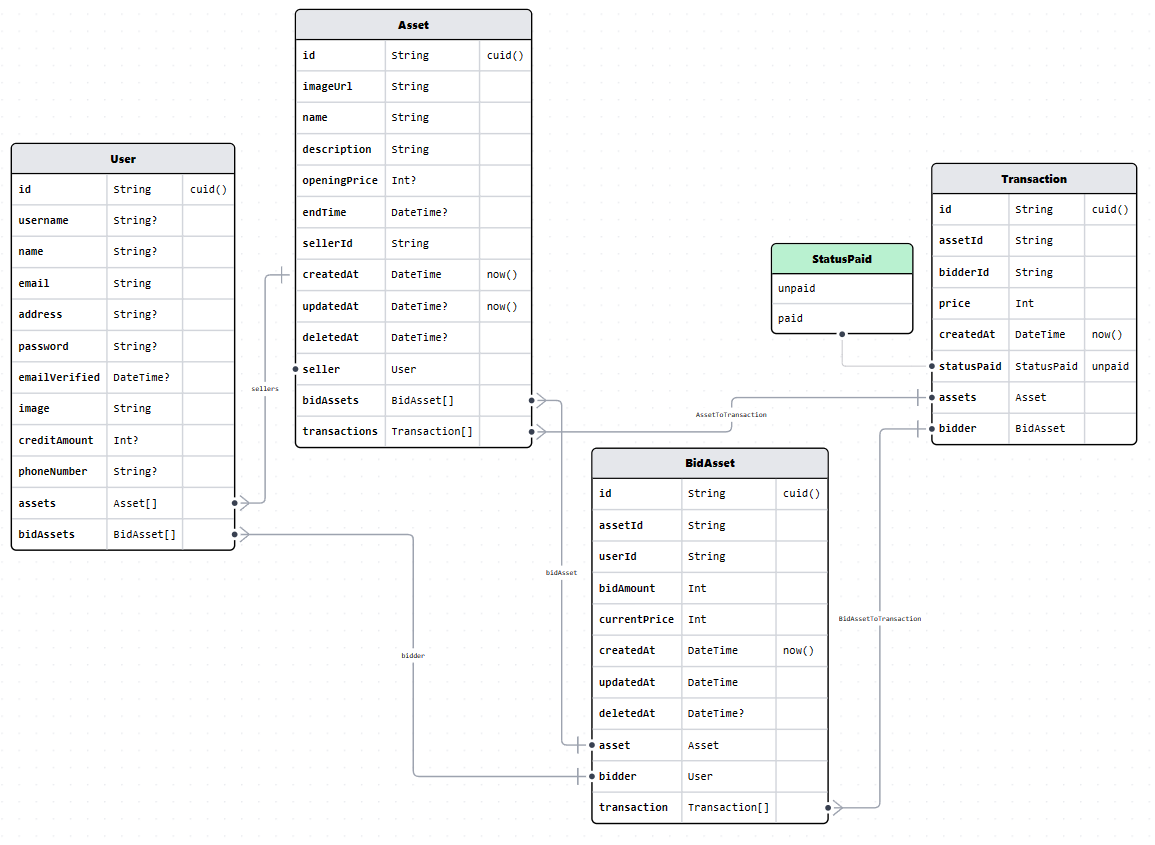 Asset
id String cuid()
imageUrl String
name String
description String
openingPrice Int?
endTime DateTime?
sellerId String
createdAt DateTime now()
updatedAt DateTime? now()
deletedAt DateTime?
seller User
bidAssets BidAsset[]
transactions Transaction[]
User
id String cuid()
username String?
name String?
email String
address String?
password String?
emailVerified DateTime?
image String
creditAmount Int?
phoneNumber String?
assets Asset[]
bidAssets BidAsset[]
sellers
StatusPaid
unpaid
paid
Transaction
id String cuid()
assetId String
bidderId String
price Int
createdAt DateTime now()
statusPaid StatusPaid unpaid
assets Asset
bidder BidAsset
AssetToTransaction
BidAsset
id String cuid()
assetId String
userId String
bidAmount Int
currentPrice Int
createdAt DateTime now()
updatedAt DateTime
deletedAt DateTime?
asset Asset
bidder User
transaction Transaction[]
bidAsset
BidAssetToTransaction
bidder